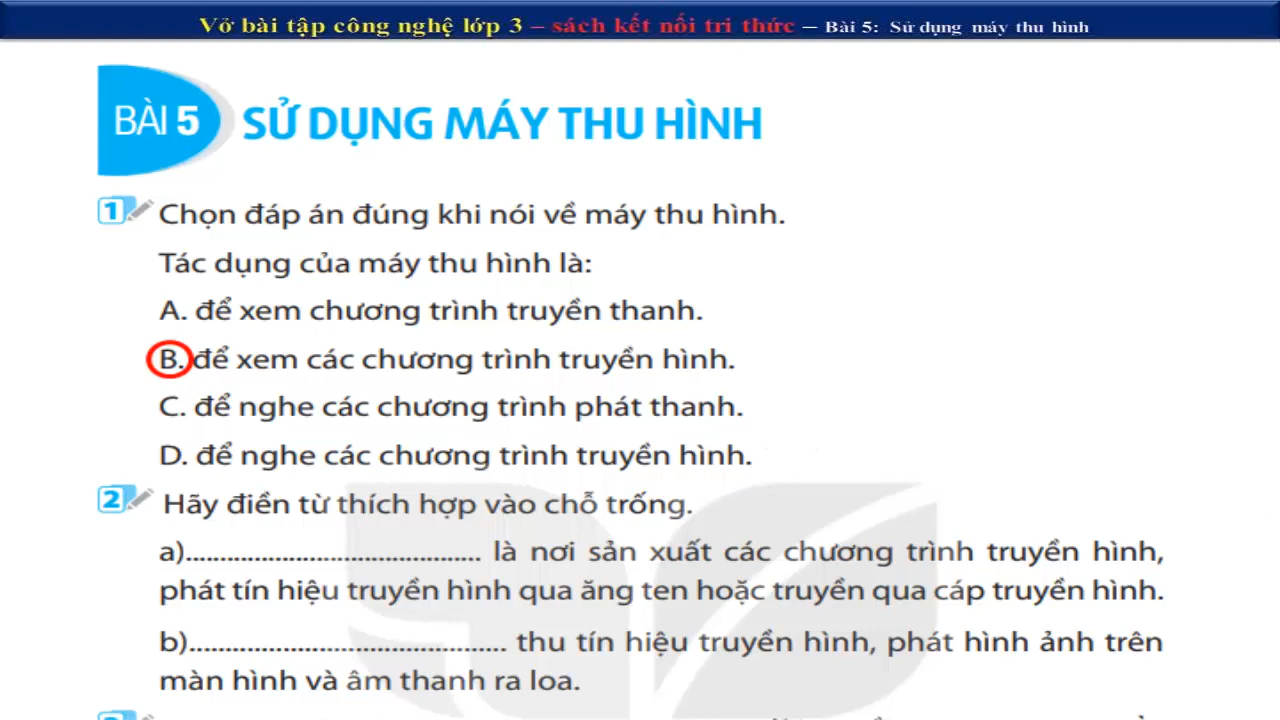 Vở bài tập công nghệ lớp 3 – sách kết nối tri thức – Bài 5: Sử dụng máy thu hình
BÀI 5 SỬ DỤNG MÁY THU HÌNH
1 Chọn đáp án đúng khi nói về máy thu hình.
Tác dụng của máy thu hình là:
A. để xem chương trình truyền thanh.
B. để xem các chương trình truyền hình.
C. để nghe các chương trình phát thanh.
D. để nghe các chương trình truyền hình.
2 Hãy điền từ thích hợp vào chỗ trống.
a)........................................... là nơi sản xuất các chương trình truyền hình,
phát tín hiệu truyền hình qua ăng ten hoặc truyền qua cáp truyền hình.
b).............................................. thu tín hiệu truyền hình, phát hình ảnh trên
màn hình và âm thanh ra loa.